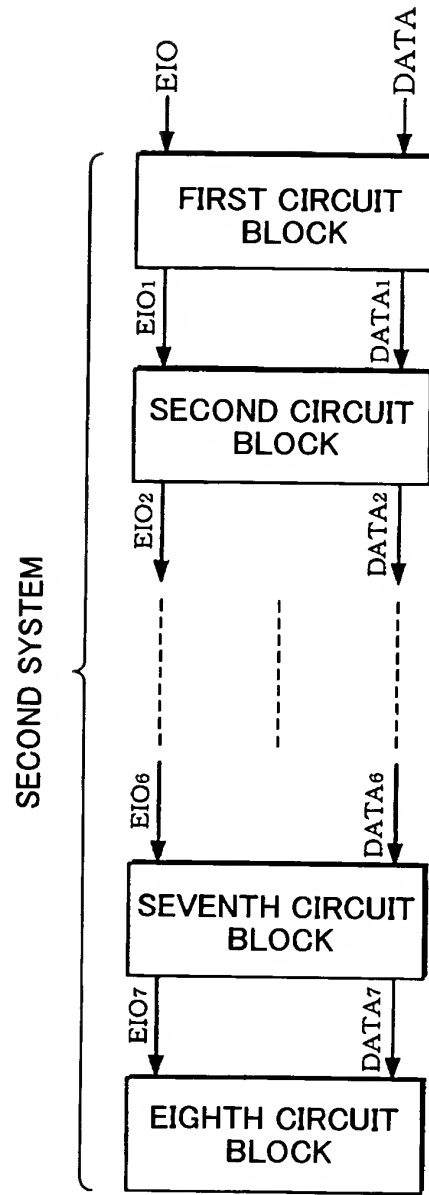 EIO
DATA
FIRST CIRCUIT
BLOCK
EIO1
DATA1
SECOND CIRCUIT
BLOCK
EIO2
DATA2
SECOND SYSTEM
EIO6
DATA6
SEVENTH CIRCUIT
BLOCK
EIO7
DATA7
EIGHTH CIRCUIT
BLOCK